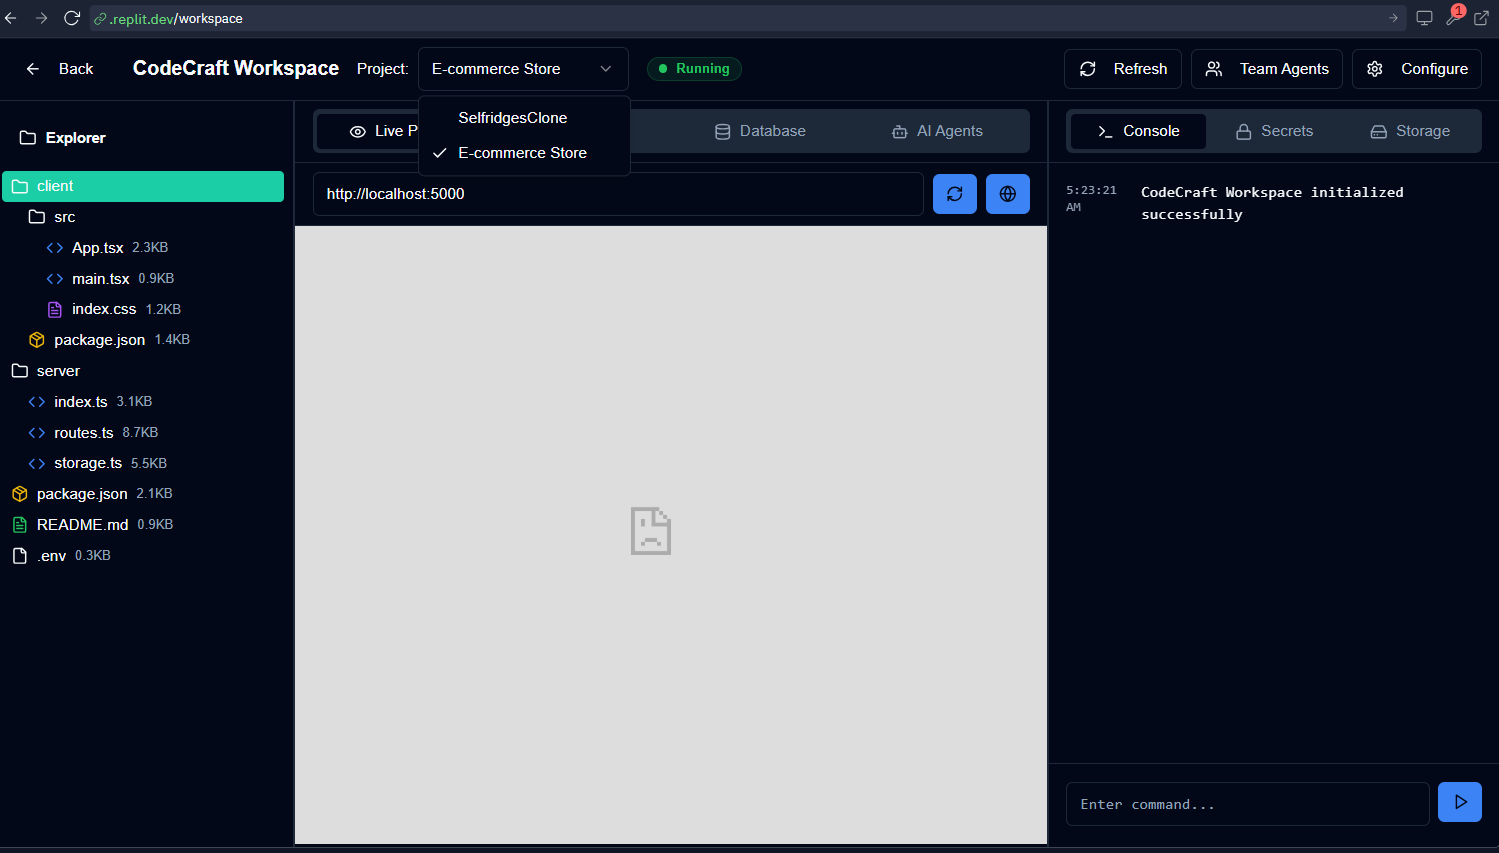 .replit.dev/workspace
1
Back
CodeCraft Workspace
Project:
E-commerce Store
Running
Refresh
Team Agents
Configure
SelfridgesClone
E-commerce Store
Explorer
client
src
App.tsx 2.3KB
main.tsx 0.9KB
index.css 1.2KB
package.json 1.4KB
server
index.ts 3.1KB
routes.ts 8.7KB
storage.ts 5.5KB
package.json 2.1KB
README.md 0.9KB
.env 0.3KB
Live P
Database
AI Agents
http://localhost:5000
Console
Secrets
Storage
5:23:21
AM
CodeCraft Workspace initialized
successfully
Enter command...